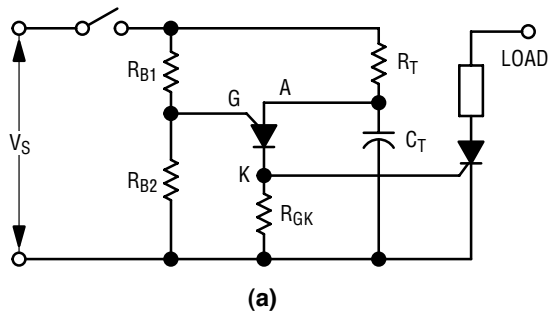 LOAD
R_B1
R_T
G
A
V_S
C_T
R_B2
K
R_GK
(a)